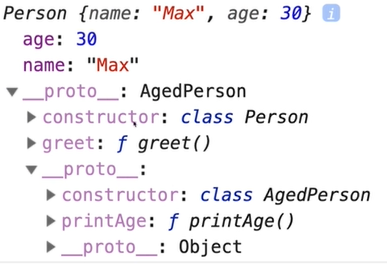 Person {name: "Max", age: 30} i
age: 30
name: "Max"
▼ __proto__: AgedPerson
▶ constructor: class Person
▶ greet: ƒ greet()
▼ __proto__:
▶ constructor: class AgedPerson
▶ printAge: ƒ printAge()
▶ __proto__: Object